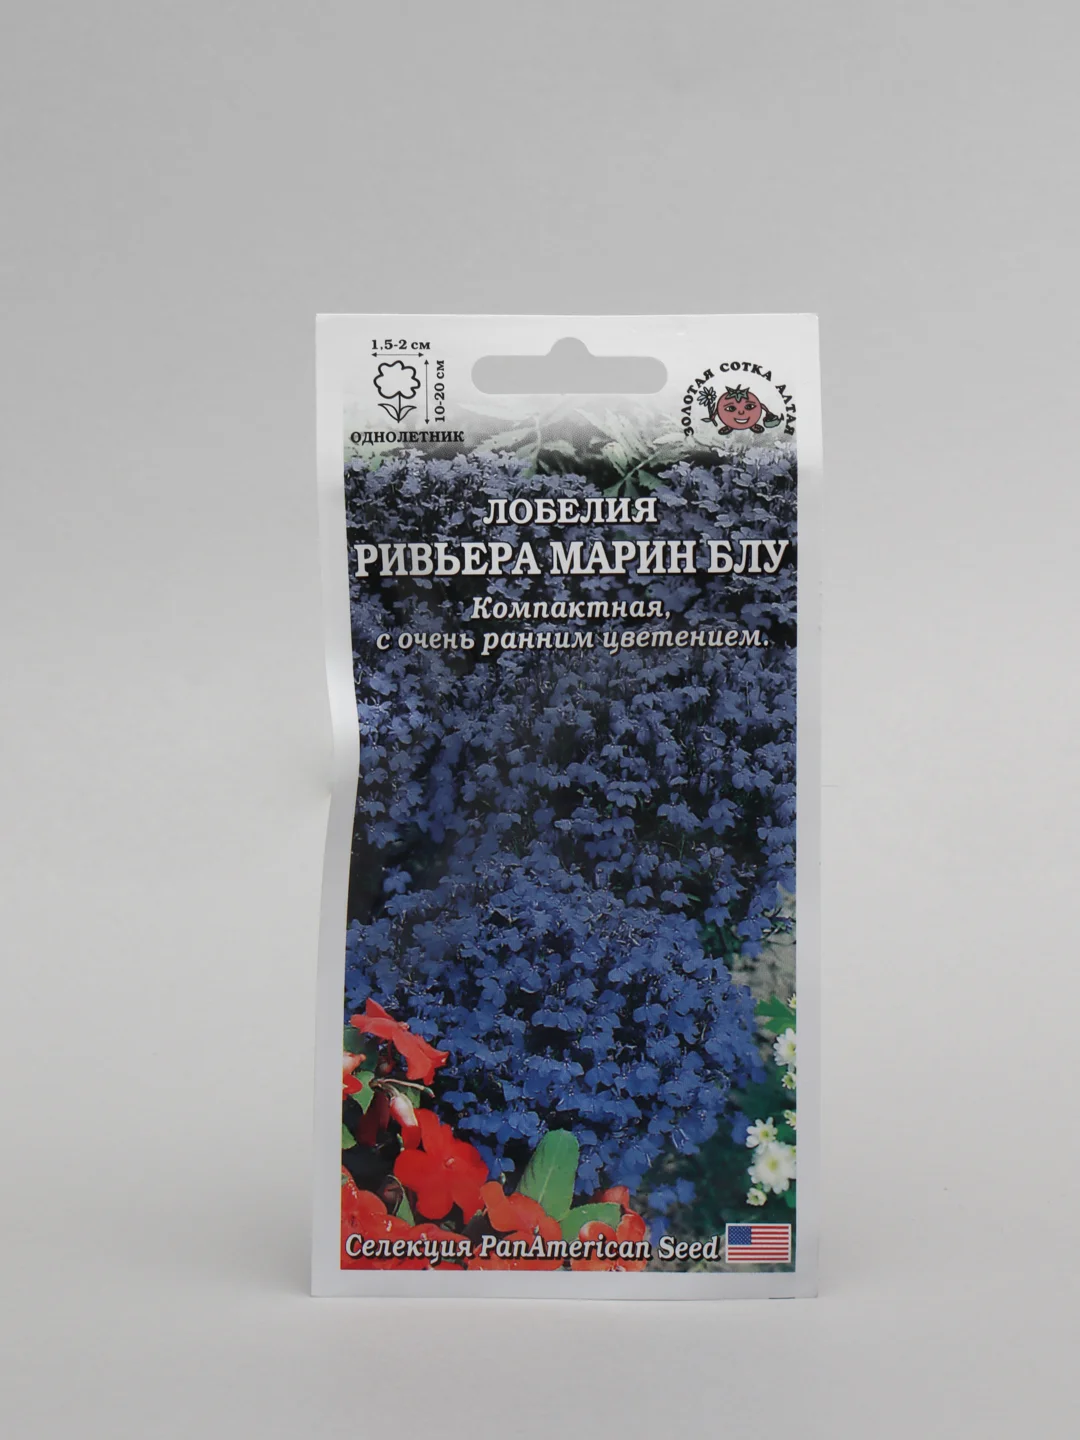 1,5-2 см
10-20 см
ОДНОЛЕТНИК
ЗОЛОТАЯ СОТКА АЛТАЯ
ЛОБЕЛИЯ
РИВЬЕРА МАРИН БЛУ
Компактная,
с очень ранним цветением.
Селекция PanAmerican Seed